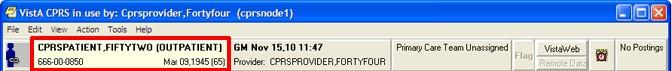 VistA CPRS in use by: Cprsprovider,Fortyfour (cprsnode1)
File Edit View Action Tools Help
CPRSPATIENT,FIFTYTWO (OUTPATIENT)
666-00-0850 Mar 09,1945 (65)
GM Nov 15,10 11:47
Provider: CPRSPROVIDER,FORTYFOUR
Primary Care Team Unassigned
Flag
VistaWeb
Remote Data
No Postings